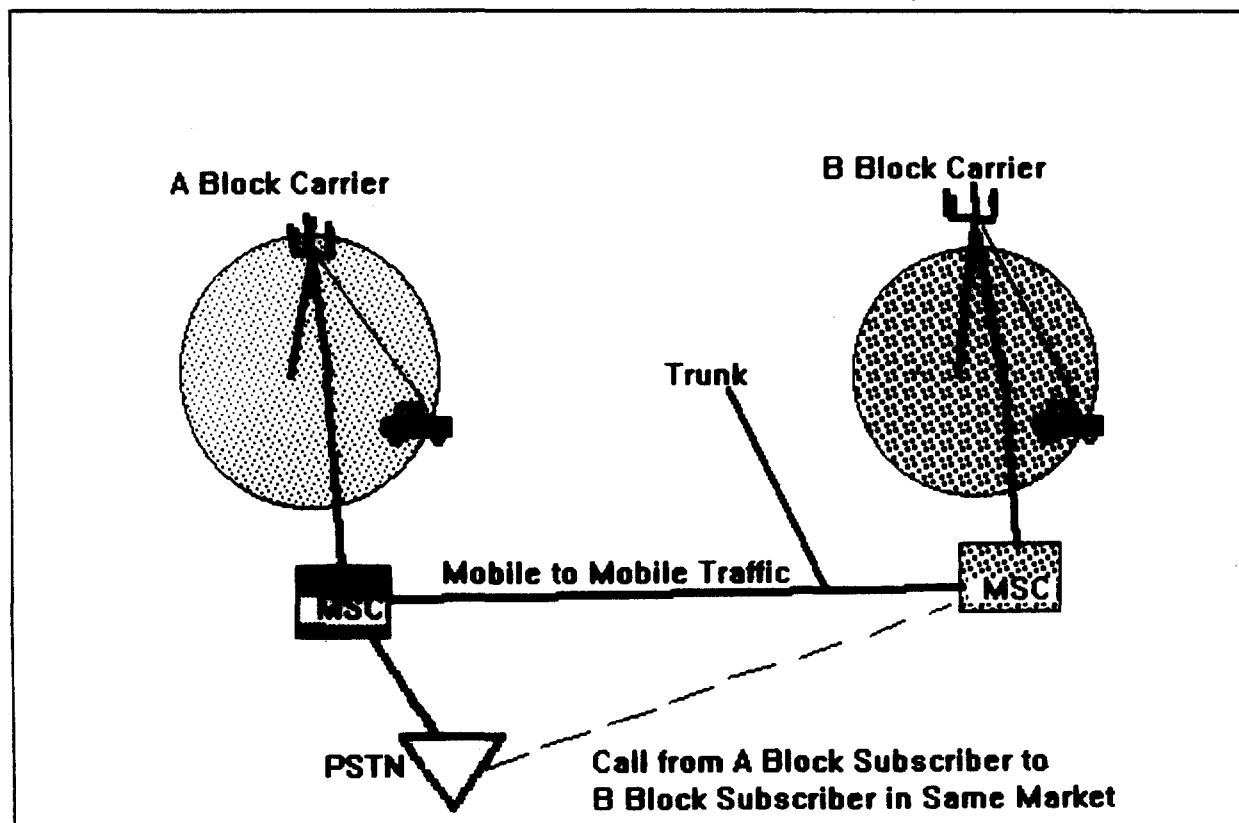 A Block Carrier
B Block Carrier
Trunk
Mobile to Mobile Traffic
MSC
MSC
PSTN
Call from A Block Subscriber to
B Block Subscriber in Same Market